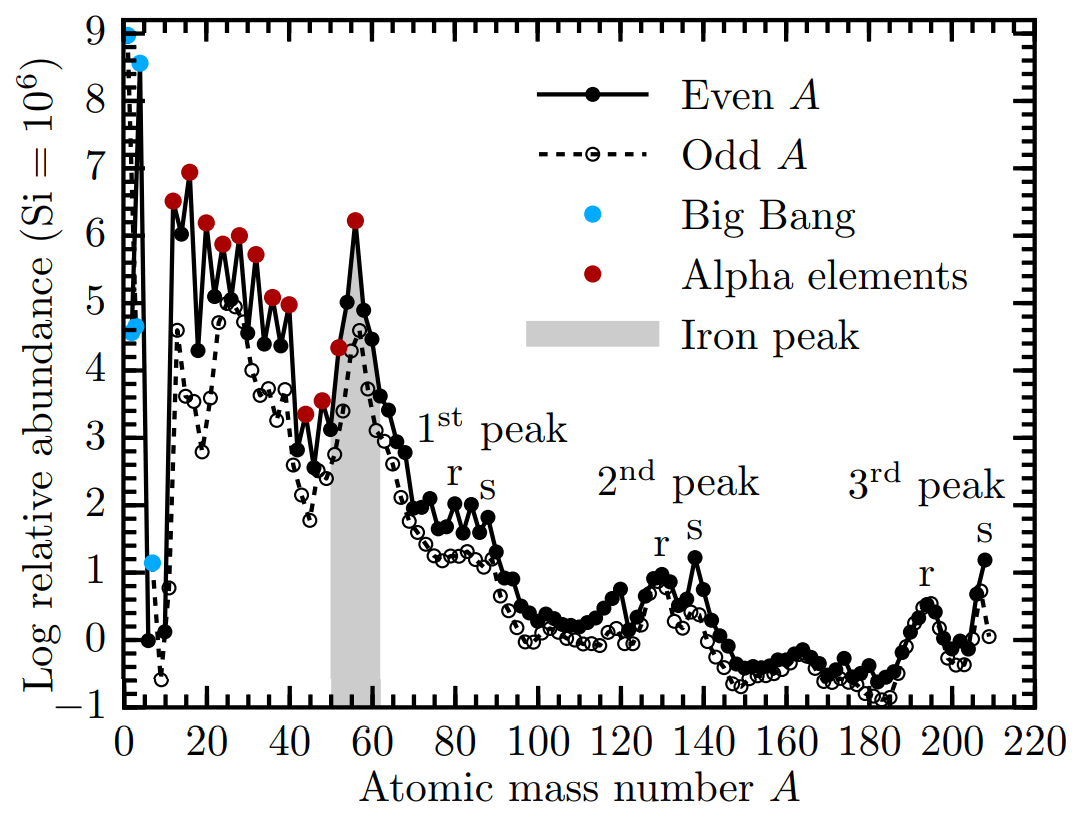 Log relative abundance (Si = 10⁶)
9
8
7
6
5
4
3
2
1
0
−1
Even A
Odd A
Big Bang
Alpha elements
Iron peak
1st peak
r
s
2nd peak
r
s
3rd peak
r
s
0 20 40 60 80 100 120 140 160 180 200 220
Atomic mass number A